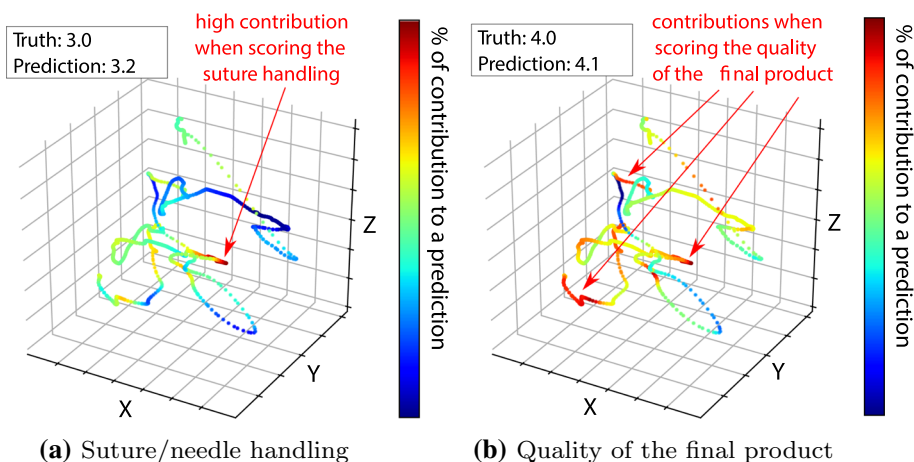 Truth: 3.0
Prediction: 3.2
high contribution
when scoring the
suture handling
% of contribution to a prediction
Z
Y
X
(a) Suture/needle handling
Truth: 4.0
Prediction: 4.1
contributions when
scoring the quality
of the final product
% of contribution to a prediction
Z
Y
X
(b) Quality of the final product